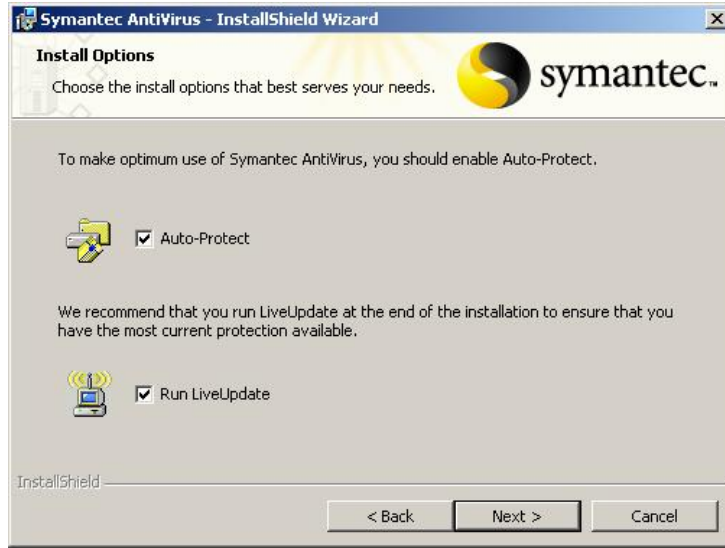 Symantec AntiVirus - InstallShield Wizard
Install Options
Choose the install options that best serves your needs.
symantec™
To make optimum use of Symantec AntiVirus, you should enable Auto-Protect.
Auto-Protect
We recommend that you run LiveUpdate at the end of the installation to ensure that you
have the most current protection available.
Run LiveUpdate
InstallShield
< Back
Next >
Cancel